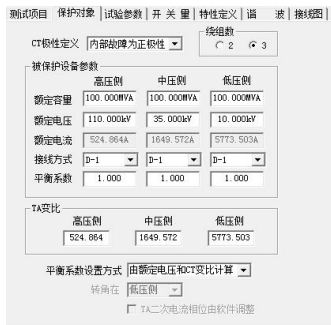 测试项目 保护对象 试验参数 开 关 量 特性定义 谐 波 接线图
绕组数
CT极性定义 内部故障为正极性 2 3
被保护设备参数
高压侧 中压侧 低压侧
额定容量 100.000MVA 100.000MVA 100.000MVA
额定电压 110.000kV 35.000kV 10.000kV
额定电流 524.864A 1649.572A 5773.503A
接线方式 D-1 D-1 D-1
平衡系数 1.000 1.000 1.000
TA变比
高压侧 中压侧 低压侧
524.864 1649.572 5773.503
平衡系数设置方式 由额定电压和CT变比计算
转角在 低压侧
TA二次电流相位由软件调整